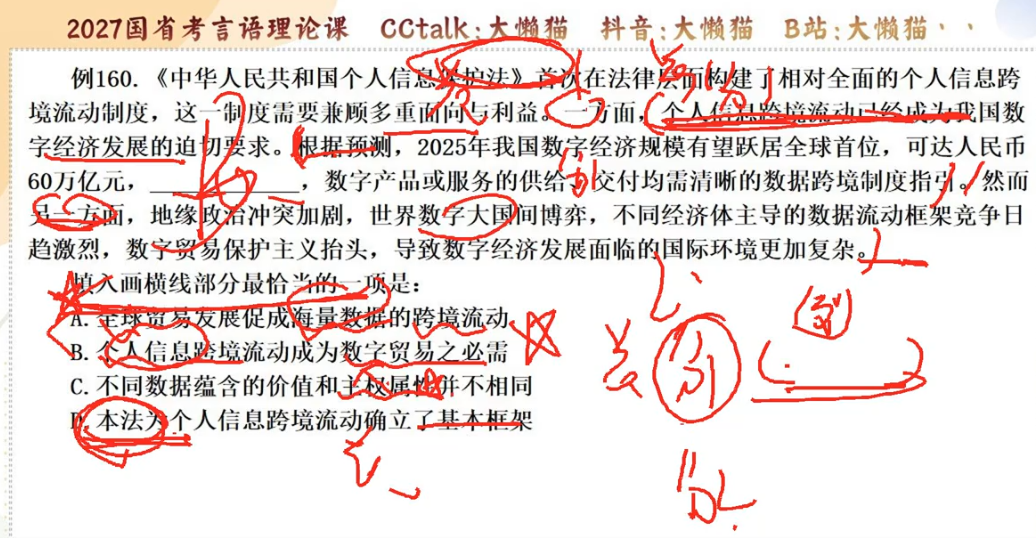 2027国省考言语理论课 CCtalk:大懒猫 抖音:大懒猫 B站:大懒猫
例160.《中华人民共和国个人信息保护法》首次在法律层面构建了相对全面的个人信息跨
境流动制度，这一制度需要兼顾多重面向与利益。一方面，个人信息跨境流动已经成为我国数
字经济发展的迫切要求。根据预测，2025年我国数字经济规模有望跃居全球首位，可达人民币
60万亿元，____________，数字产品或服务的供给与交付均需清晰的数据跨境制度指引。然而
另一方面，地缘政治冲突加剧，世界数字大国间博弈，不同经济体主导的数据流动框架竞争日
趋激烈，数字贸易保护主义抬头，导致数字经济发展面临的国际环境更加复杂。
填入画横线部分最恰当的一项是：
A. 全球贸易发展促成海量数据的跨境流动
B. 个人信息跨境流动成为数字贸易之必需
C. 不同数据蕴含的价值和主权属性并不相同
D. 本法为个人信息跨境流动确立了基本框架